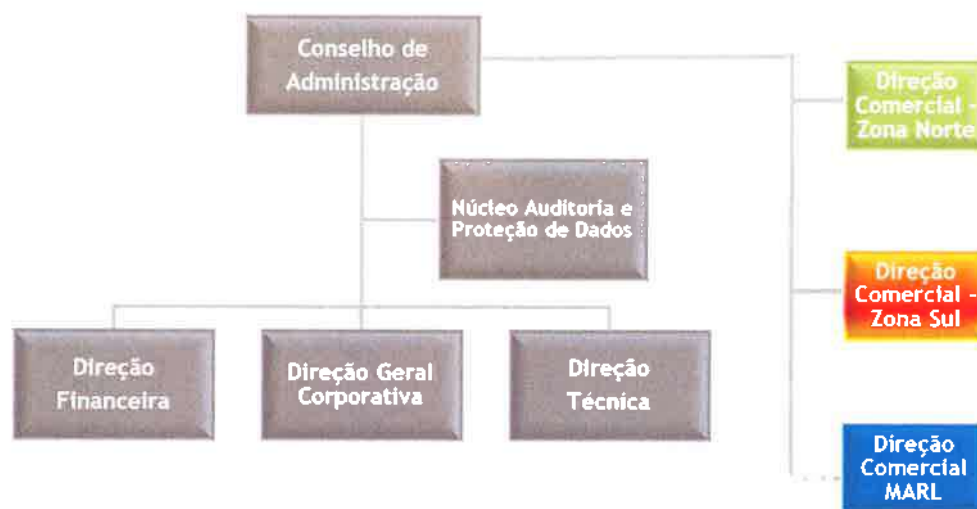 Conselho de
Administração
Direção
Comercial -
Zona Norte
Núcleo Auditoria e
Proteção de Dados
Direção
Comercial -
Zona Sul
Direção
Financeira
Direção Geral
Corporativa
Direção
Técnica
Direção
Comercial
MARL